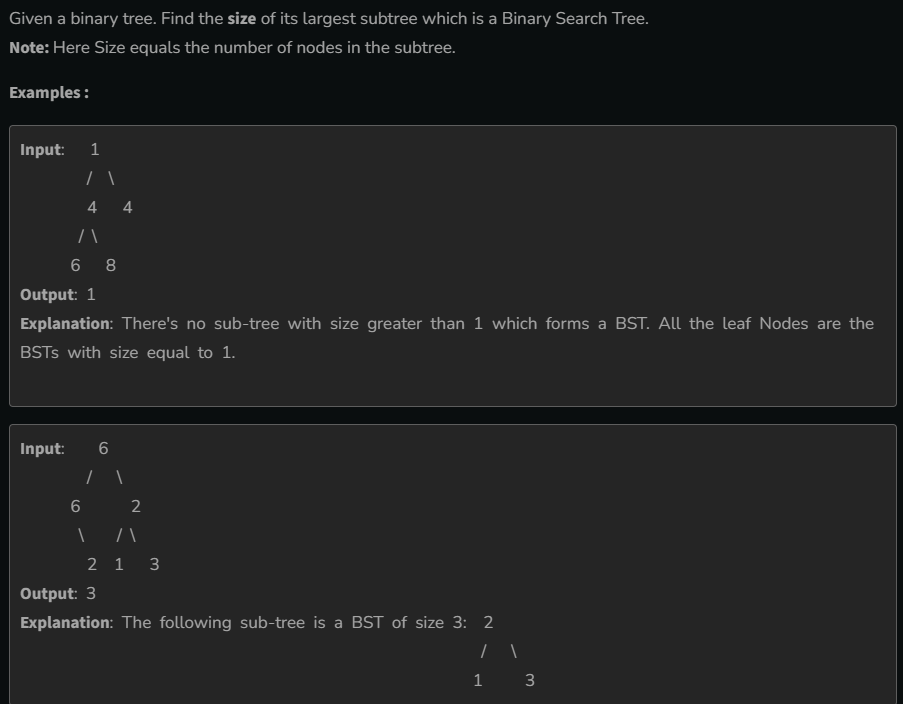 Given a binary tree. Find the size of its largest subtree which is a Binary Search Tree.
Note: Here Size equals the number of nodes in the subtree.
Examples :
Input: 1
/ \
4 4
/ \
6 8
Output: 1
Explanation: There's no sub-tree with size greater than 1 which forms a BST. All the leaf Nodes are the
BSTs with size equal to 1.
Input: 6
/ \
6 2
\ / \
2 1 3
Output: 3
Explanation: The following sub-tree is a BST of size 3: 2
/ \
1 3